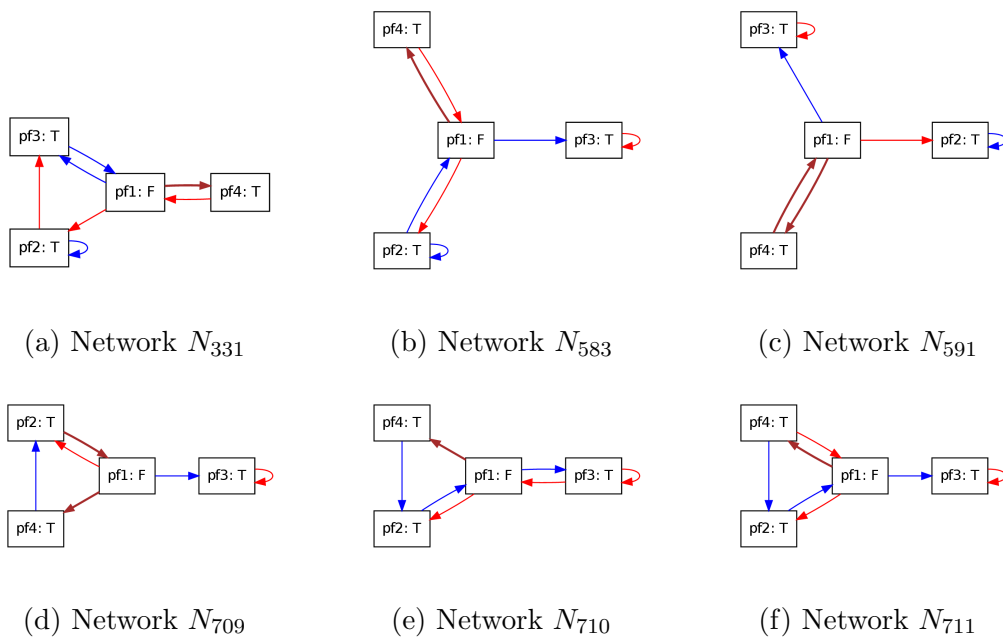 pf4: T
pf1: F
pf3: T
pf2: T
pf3: T
pf1: F
pf2: T
pf4: T
pf3: T
pf1: F
pf4: T
pf2: T
(a) Network N331
(b) Network N583
(c) Network N591
pf2: T
pf1: F
pf3: T
pf4: T
pf4: T
pf1: F
pf3: T
pf2: T
pf4: T
pf1: F
pf3: T
pf2: T
(d) Network N709
(e) Network N710
(f) Network N711